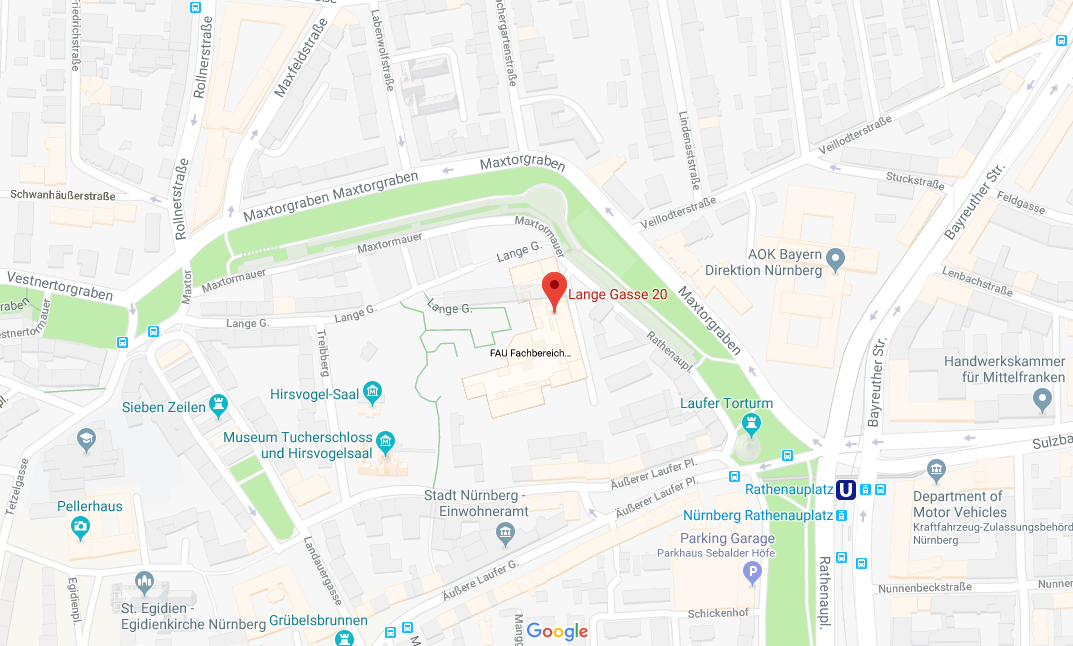 Friedrichstraße
Rollnerstraße
Maxfeldstraße
Labenwolfstraße
Lindenaststraße
Veillodterstraße
Stuckstraße
Bayreuther Str.
Feldgasse
Schwanhäußerstraße
Rollnerstraße
Maxtorgraben Maxtorgraben
Maxtorgraben
Veillodterstraße
Maxtormauer
Maxtormauer
Maxtormauer
Lange G.
AOK Bayern
Direktion Nürnberg
Lenbachstraße
Vestnertorgraben
Maxtor
Lange Gasse 20
Maxtorgraben
Lange G.
Lange G.
Lange G.
Treibberg
Rathenaupl.
FAU Fachbereich...
Bayreuther Str.
Handwerkskammer
für Mittelfranken
Hirsvogel-Saal
Sieben Zeilen
Laufer Torturm
Museum Tucherschloss
und Hirsvogelsaal
Sulzba
Tetzelgasse
Äußerer Laufer Pl.
Äußerer Laufer Pl.
Rathenauplatz
U
Stadt Nürnberg -
Einwohneramt
Department of
Motor Vehicles
Kraftfahrzeug-Zulassungsbehörd
Nürnberg
Pellerhaus
Nürnberg Rathenauplatz
Parking Garage
Parkhaus Sebalder Höfe
P
Landauergasse
Äußere Laufer G.
Rathenaupl.
Nunnenbeckstraße
Nunnen
Egidienpl
St. Egidien -
Egidienkirche Nürnberg
Grübelsbrunnen
Schickenhof
Mangg
Google